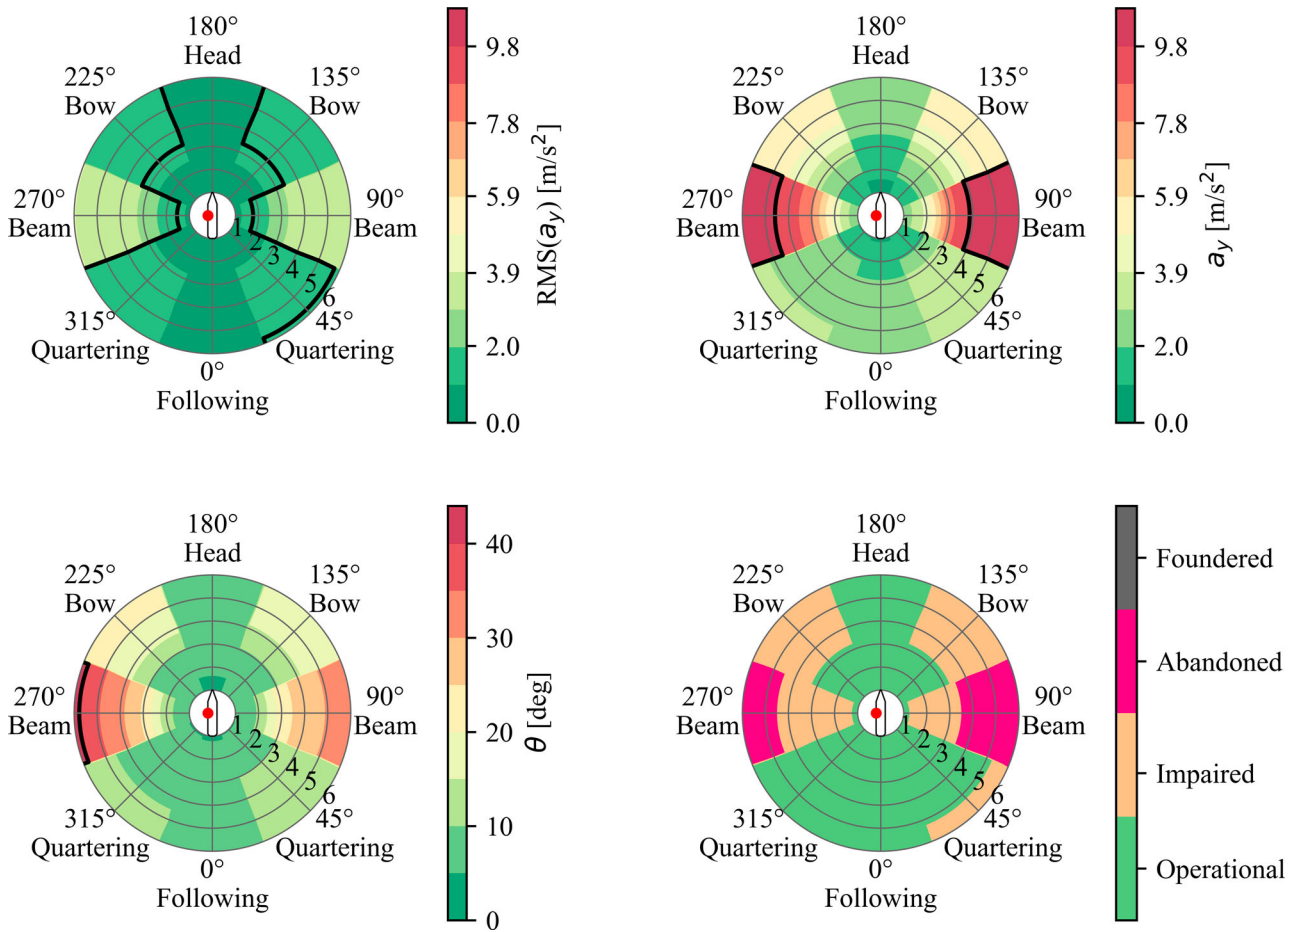 180°
Head
225°
Bow
135°
Bow
270°
Beam
90°
Beam
315°
Quartering
45°
Quartering
0°
Following
1
2
3
4
5
6
9.8
7.8
5.9
3.9
2.0
0.0
RMS(a_y) [m/s²]
180°
Head
225°
Bow
135°
Bow
270°
Beam
90°
Beam
315°
Quartering
45°
Quartering
0°
Following
1
2
3
4
5
6
9.8
7.8
5.9
3.9
2.0
0.0
a_y [m/s²]
180°
Head
225°
Bow
135°
Bow
270°
Beam
90°
Beam
315°
Quartering
45°
Quartering
0°
Following
1
2
3
4
5
6
40
30
20
10
0
θ [deg]
180°
Head
225°
Bow
135°
Bow
270°
Beam
90°
Beam
315°
Quartering
45°
Quartering
0°
Following
1
2
3
4
5
6
Foundered
Abandoned
Impaired
Operational